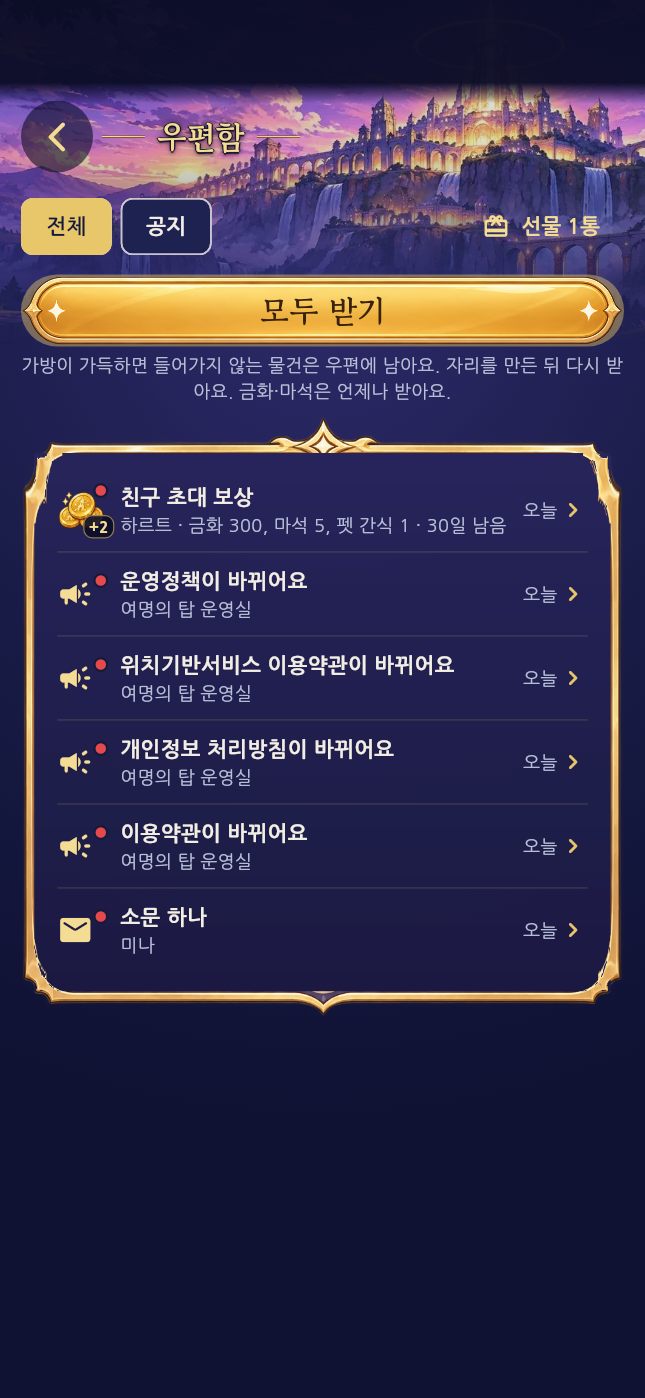 우편함
전체
공지
선물 1통
모두 받기
가방이 가득하면 들어가지 않는 물건은 우편에 남아요. 자리를 만든 뒤 다시 받
아요. 금화·마석은 언제나 받아요.
친구 초대 보상
오늘
+2
하르트 · 금화 300, 마석 5, 펫 간식 1 · 30일 남음
운영정책이 바뀌어요
오늘
여명의 탑 운영실
위치기반서비스 이용약관이 바뀌어요
오늘
여명의 탑 운영실
개인정보 처리방침이 바뀌어요
오늘
여명의 탑 운영실
이용약관이 바뀌어요
오늘
여명의 탑 운영실
소문 하나
오늘
미나